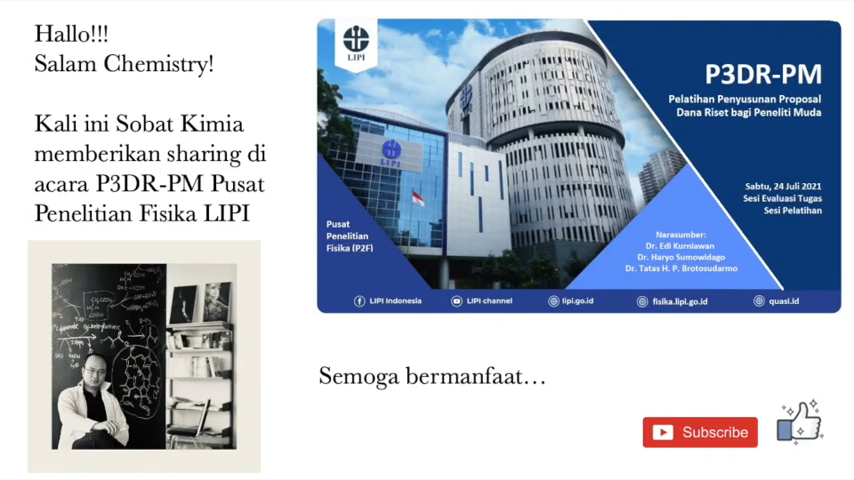 Hallo!!!
Salam Chemistry!
Kali ini Sobat Kimia
memberikan sharing di
acara P3DR-PM Pusat
Penelitian Fisika LIPI
LIPI
LIPI
P3DR-PM
Pelatihan Penyusunan Proposal
Dana Riset bagi Peneliti Muda
Sabtu, 24 Juli 2021
Sesi Evaluasi Tugas
Sesi Pelatihan
Pusat
Penelitian
Fisika (P2F)
Narasumber:
Dr. Edi Kurniawan
Dr. Haryo Sumowidago
Dr. Tatas H. P. Brotosudarmo
LIPI Indonesia
LIPI channel
lipi.go.id
fisika.lipi.go.id
quasi.id
Semoga bermanfaat...
Subscribe